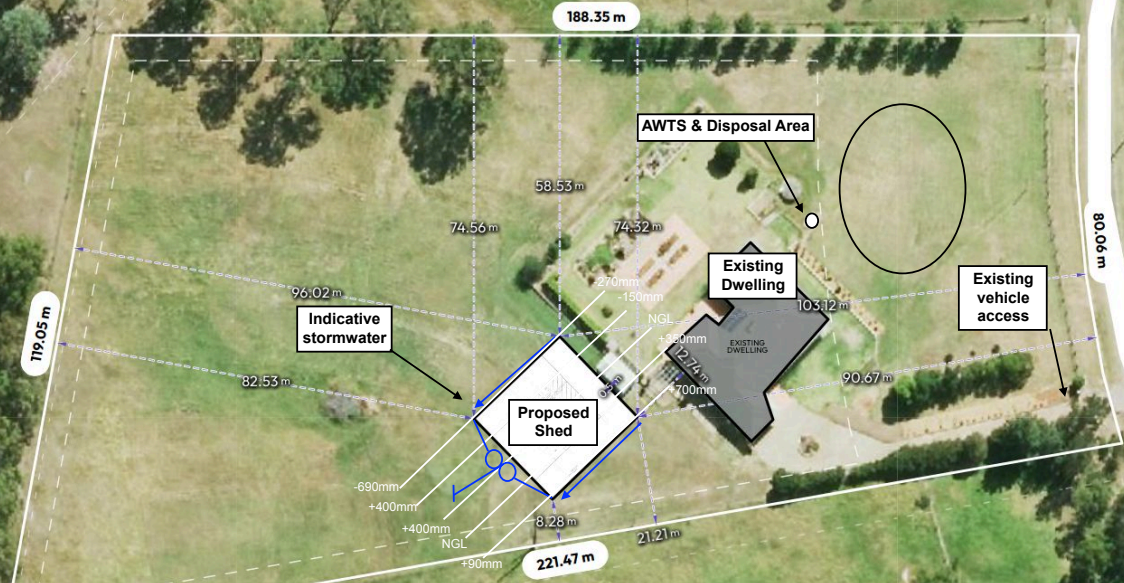 188.35 m
AWTS & Disposal Area
58.53 m
74.56 m
74.32 m
80.06 m
Existing
Dwelling
Existing
vehicle
access
-270mm
-150mm
96.02 m
103.12 m
Indicative
stormwater
NGL
119.05 m
+350mm
EXISTING
DWELLING
12.74 m
82.53 m
90.67 m
+700mm
Proposed
Shed
-690mm
+400mm
+400mm
NGL
8.28 m
21.21 m
+90mm
221.47 m